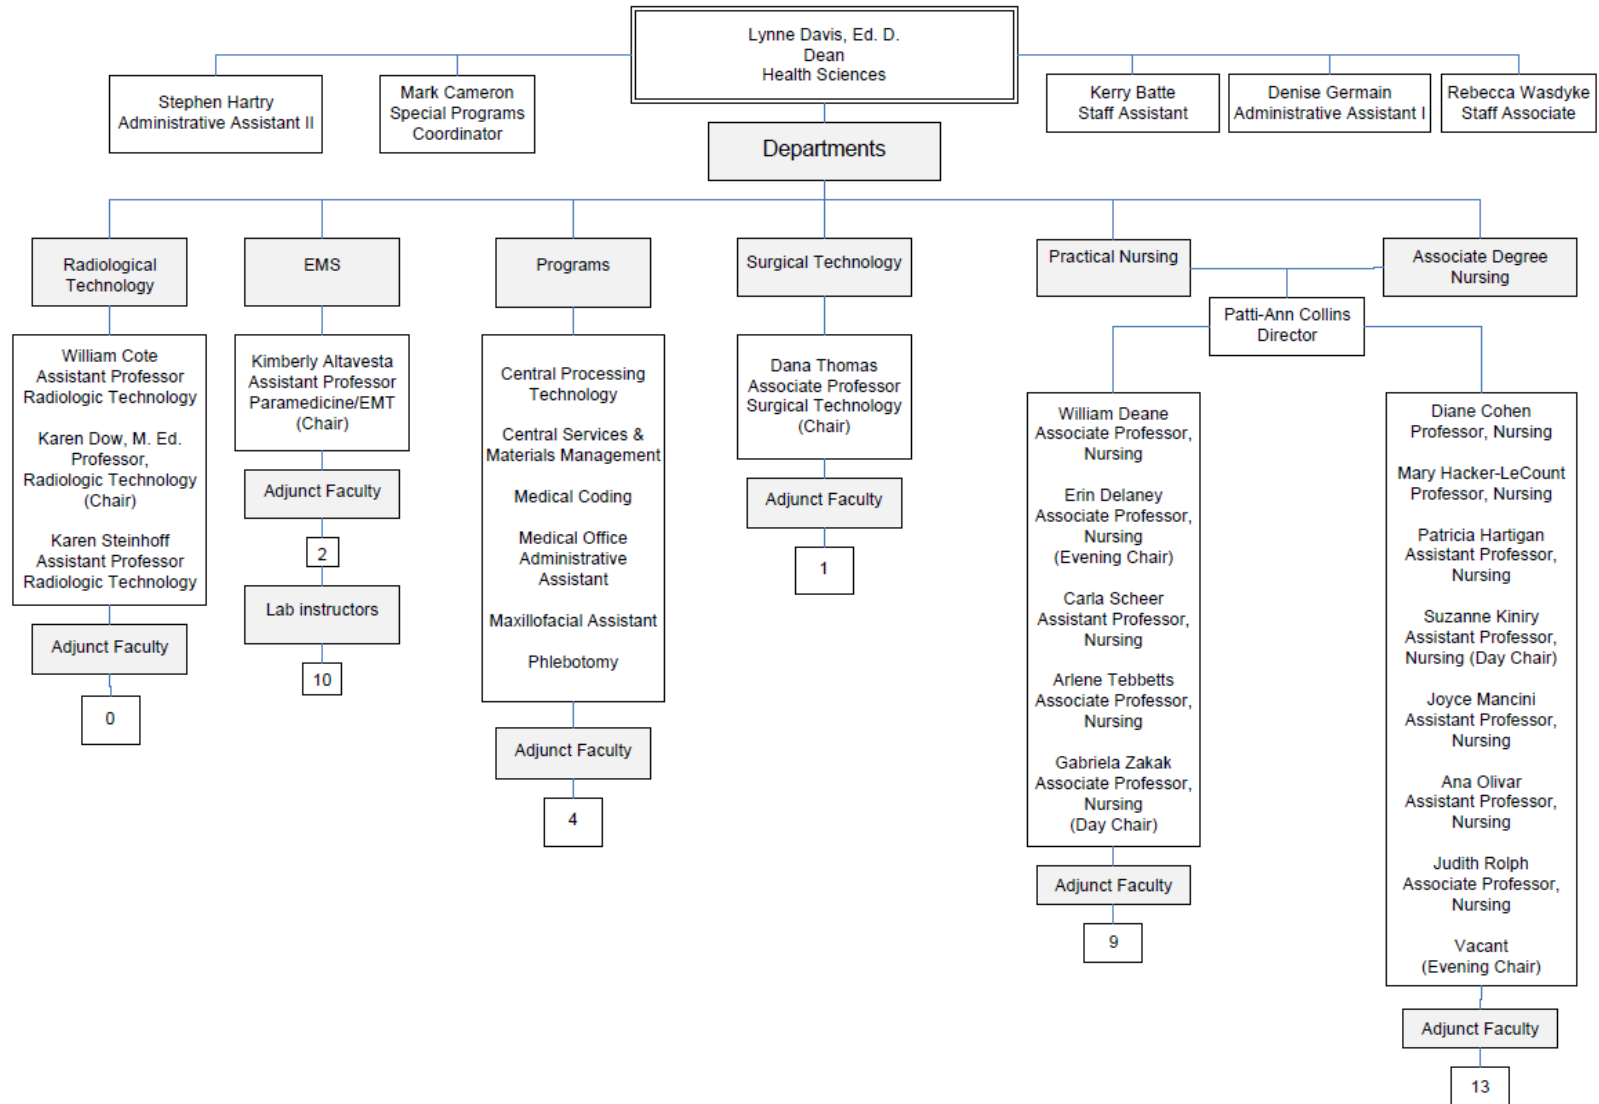 Lynne Davis, Ed. D.
Dean
Health Sciences
Stephen Hartry
Administrative Assistant II
Mark Cameron
Special Programs
Coordinator
Kerry Batte
Staff Assistant
Denise Germain
Administrative Assistant I
Rebecca Wasdyke
Staff Associate
Departments
Radiological
Technology
William Cote
Assistant Professor
Radiologic Technology
Karen Dow, M. Ed.
Professor,
Radiologic Technology
(Chair)
Karen Steinhoff
Assistant Professor
Radiologic Technology
Adjunct Faculty
0
EMS
Kimberly Altavesta
Assistant Professor
Paramedicine/EMT
(Chair)
Adjunct Faculty
2
Lab instructors
10
Programs
Central Processing
Technology
Central Services &
Materials Management
Medical Coding
Medical Office
Administrative
Assistant
Maxillofacial Assistant
Phlebotomy
Adjunct Faculty
4
Surgical Technology
Dana Thomas
Associate Professor
Surgical Technology
(Chair)
Adjunct Faculty
1
Practical Nursing
Associate Degree
Nursing
Patti-Ann Collins
Director
William Deane
Associate Professor,
Nursing
Erin Delaney
Associate Professor,
Nursing
(Evening Chair)
Carla Scheer
Assistant Professor,
Nursing
Arlene Tebbetts
Associate Professor,
Nursing
Gabriela Zakak
Associate Professor,
Nursing
(Day Chair)
Adjunct Faculty
9
Diane Cohen
Professor, Nursing
Mary Hacker-LeCount
Professor, Nursing
Patricia Hartigan
Assistant Professor,
Nursing
Suzanne Kiniry
Assistant Professor,
Nursing (Day Chair)
Joyce Mancini
Assistant Professor,
Nursing
Ana Olivar
Assistant Professor,
Nursing
Judith Rolph
Associate Professor,
Nursing
Vacant
(Evening Chair)
Adjunct Faculty
13